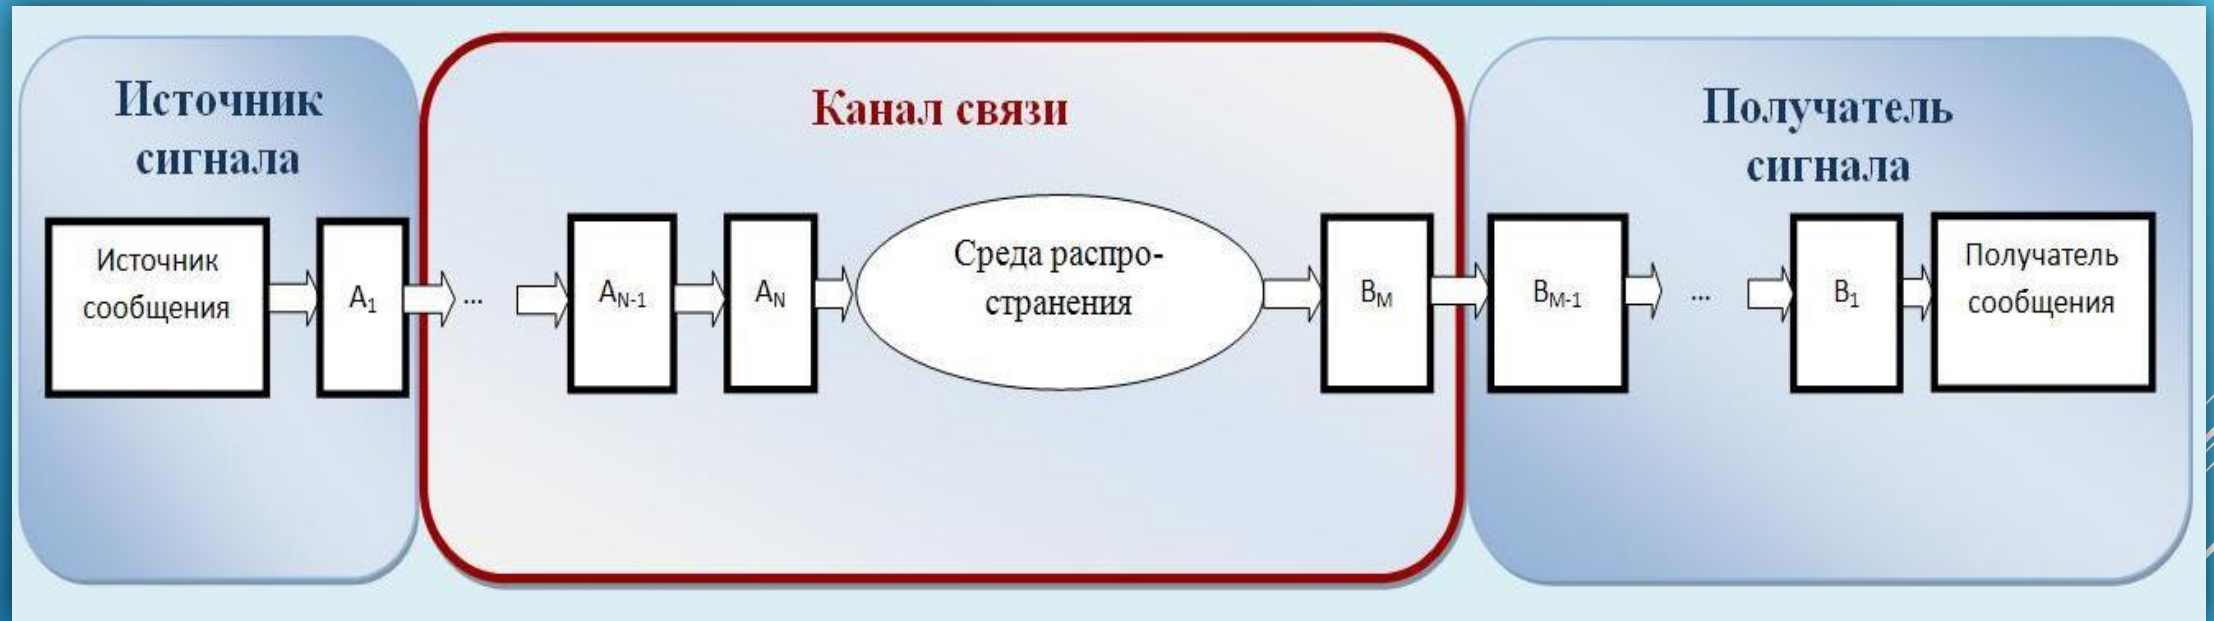 Источник
сигнала
Канал связи
Получатель
сигнала
Источник
сообщения
A1
...
AN-1
AN
Среда распро-
странения
BM
BM-1
...
B1
Получатель
сообщения